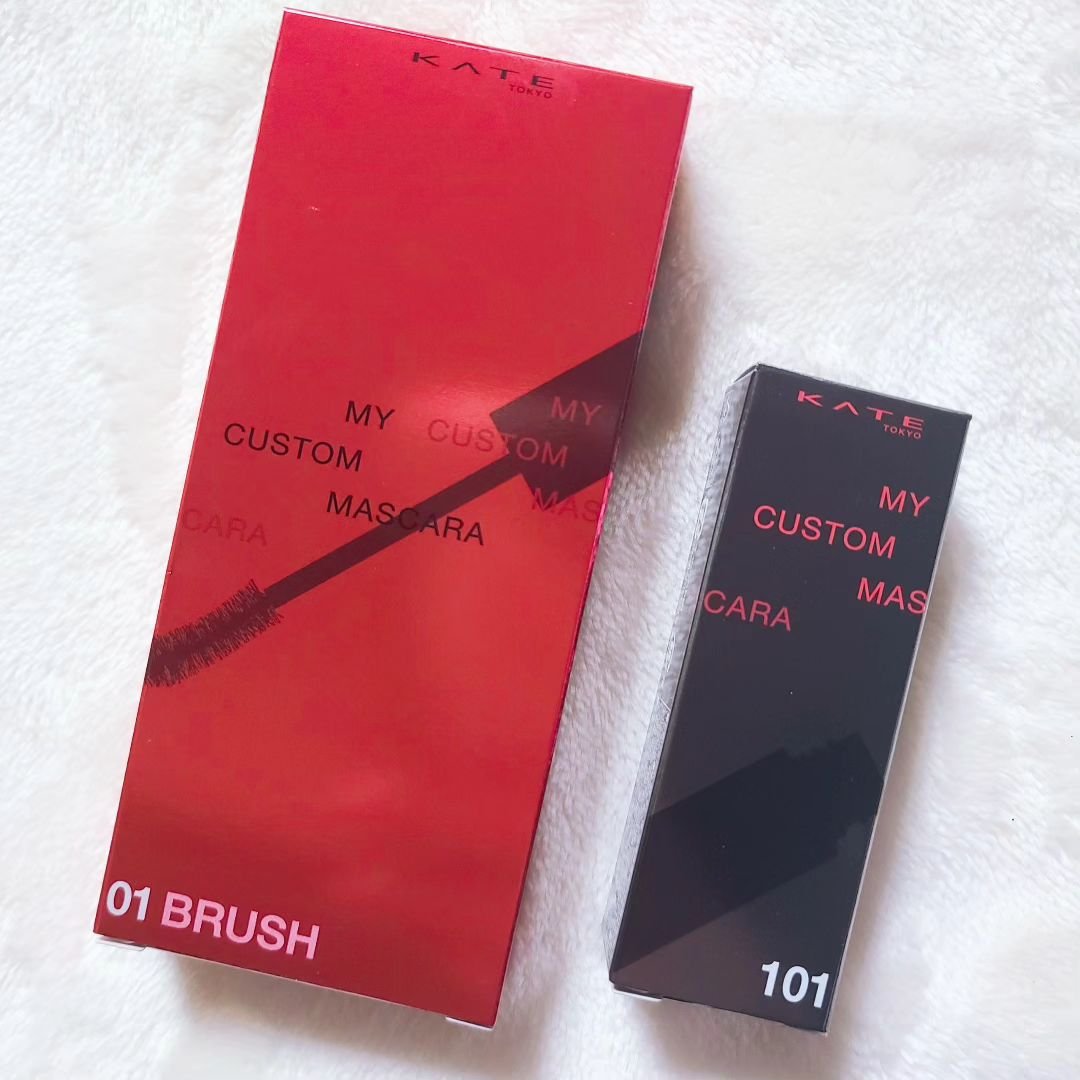 KATE
TOKYO
MY
CUSTOM
MASCARA
MY
CUSTOM
MAS
CARA
01 BRUSH
KATE
TOKYO
MY
CUSTOM
MAS
CARA
101